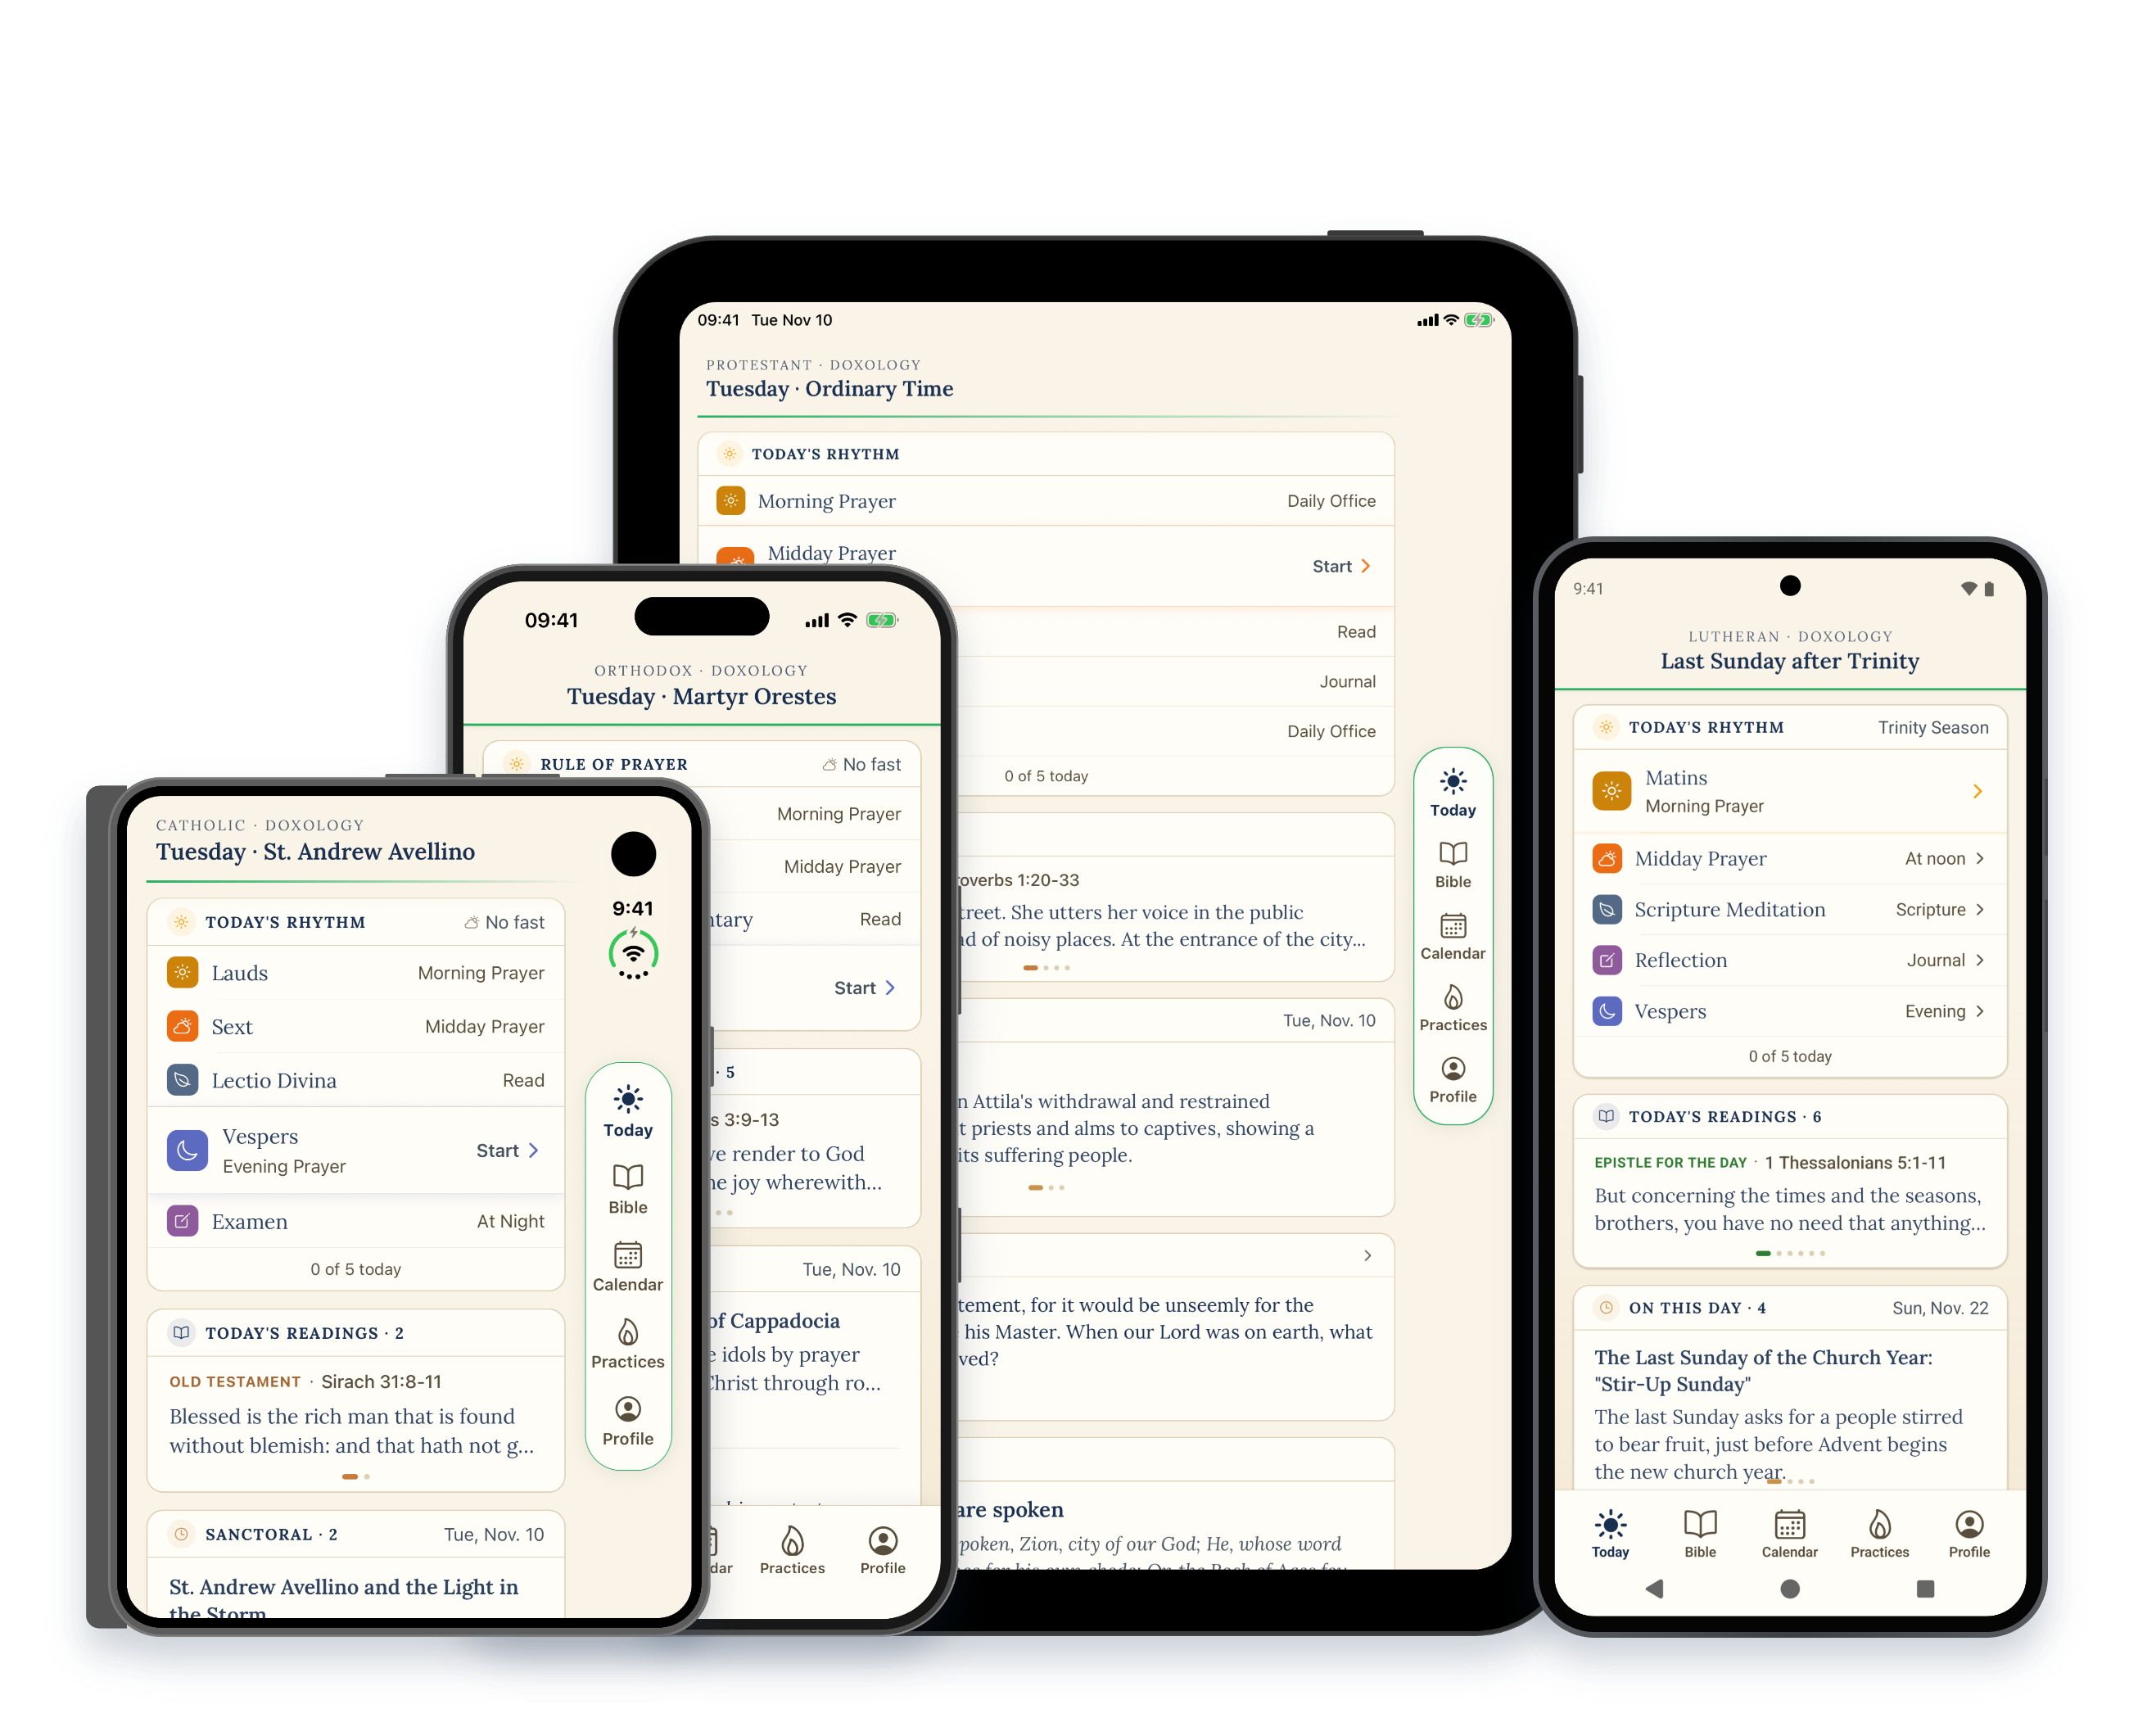 09:41 Tue Nov 10
PROTESTANT · DOXOLOGY
Tuesday · Ordinary Time
TODAY'S RHYTHM
Morning Prayer Daily Office
Midday Prayer
Start
Read
Journal
Daily Office
0 of 5 today
Proverbs 1:20-33
street. She utters her voice in the public
of noisy places. At the entrance of the city...
Tue, Nov. 10
Attila's withdrawal and restrained
priests and alms to captives, showing a
its suffering people.
for it would be unseemly for the
his Master. When our Lord was on earth, what
are spoken
spoken, Zion, city of our God; He, whose word
Today
Bible
Calendar
Practices
Profile
09:41
ORTHODOX · DOXOLOGY
Tuesday · Martyr Orestes
RULE OF PRAYER No fast
Morning Prayer
Midday Prayer
Read
Start
· 5
3:9-13
we render to God
joy wherewith...
Tue, Nov. 10
of Cappadocia
idols by prayer
Christ through ro...
Practices Profile
CATHOLIC · DOXOLOGY
Tuesday · St. Andrew Avellino
9:41
TODAY'S RHYTHM No fast
Lauds Morning Prayer
Sext Midday Prayer
Lectio Divina Read
Vespers
Evening Prayer
Start
Examen At Night
0 of 5 today
TODAY'S READINGS · 2
OLD TESTAMENT · Sirach 31:8-11
Blessed is the rich man that is found
without blemish: and that hath not g...
SANCTORAL · 2 Tue, Nov. 10
St. Andrew Avellino and the Light in
the Storm
Today
Bible
Calendar
Practices
Profile
9:41
LUTHERAN · DOXOLOGY
Last Sunday after Trinity
TODAY'S RHYTHM Trinity Season
Matins
Morning Prayer
Midday Prayer At noon
Scripture Meditation Scripture
Reflection Journal
Vespers Evening
0 of 5 today
TODAY'S READINGS · 6
EPISTLE FOR THE DAY · 1 Thessalonians 5:1-11
But concerning the times and the seasons,
brothers, you have no need that anything...
ON THIS DAY · 4 Sun, Nov. 22
The Last Sunday of the Church Year:
"Stir-Up Sunday"
The last Sunday asks for a people stirred
to bear fruit, just before Advent begins
the new church year.
Today Bible Calendar Practices Profile